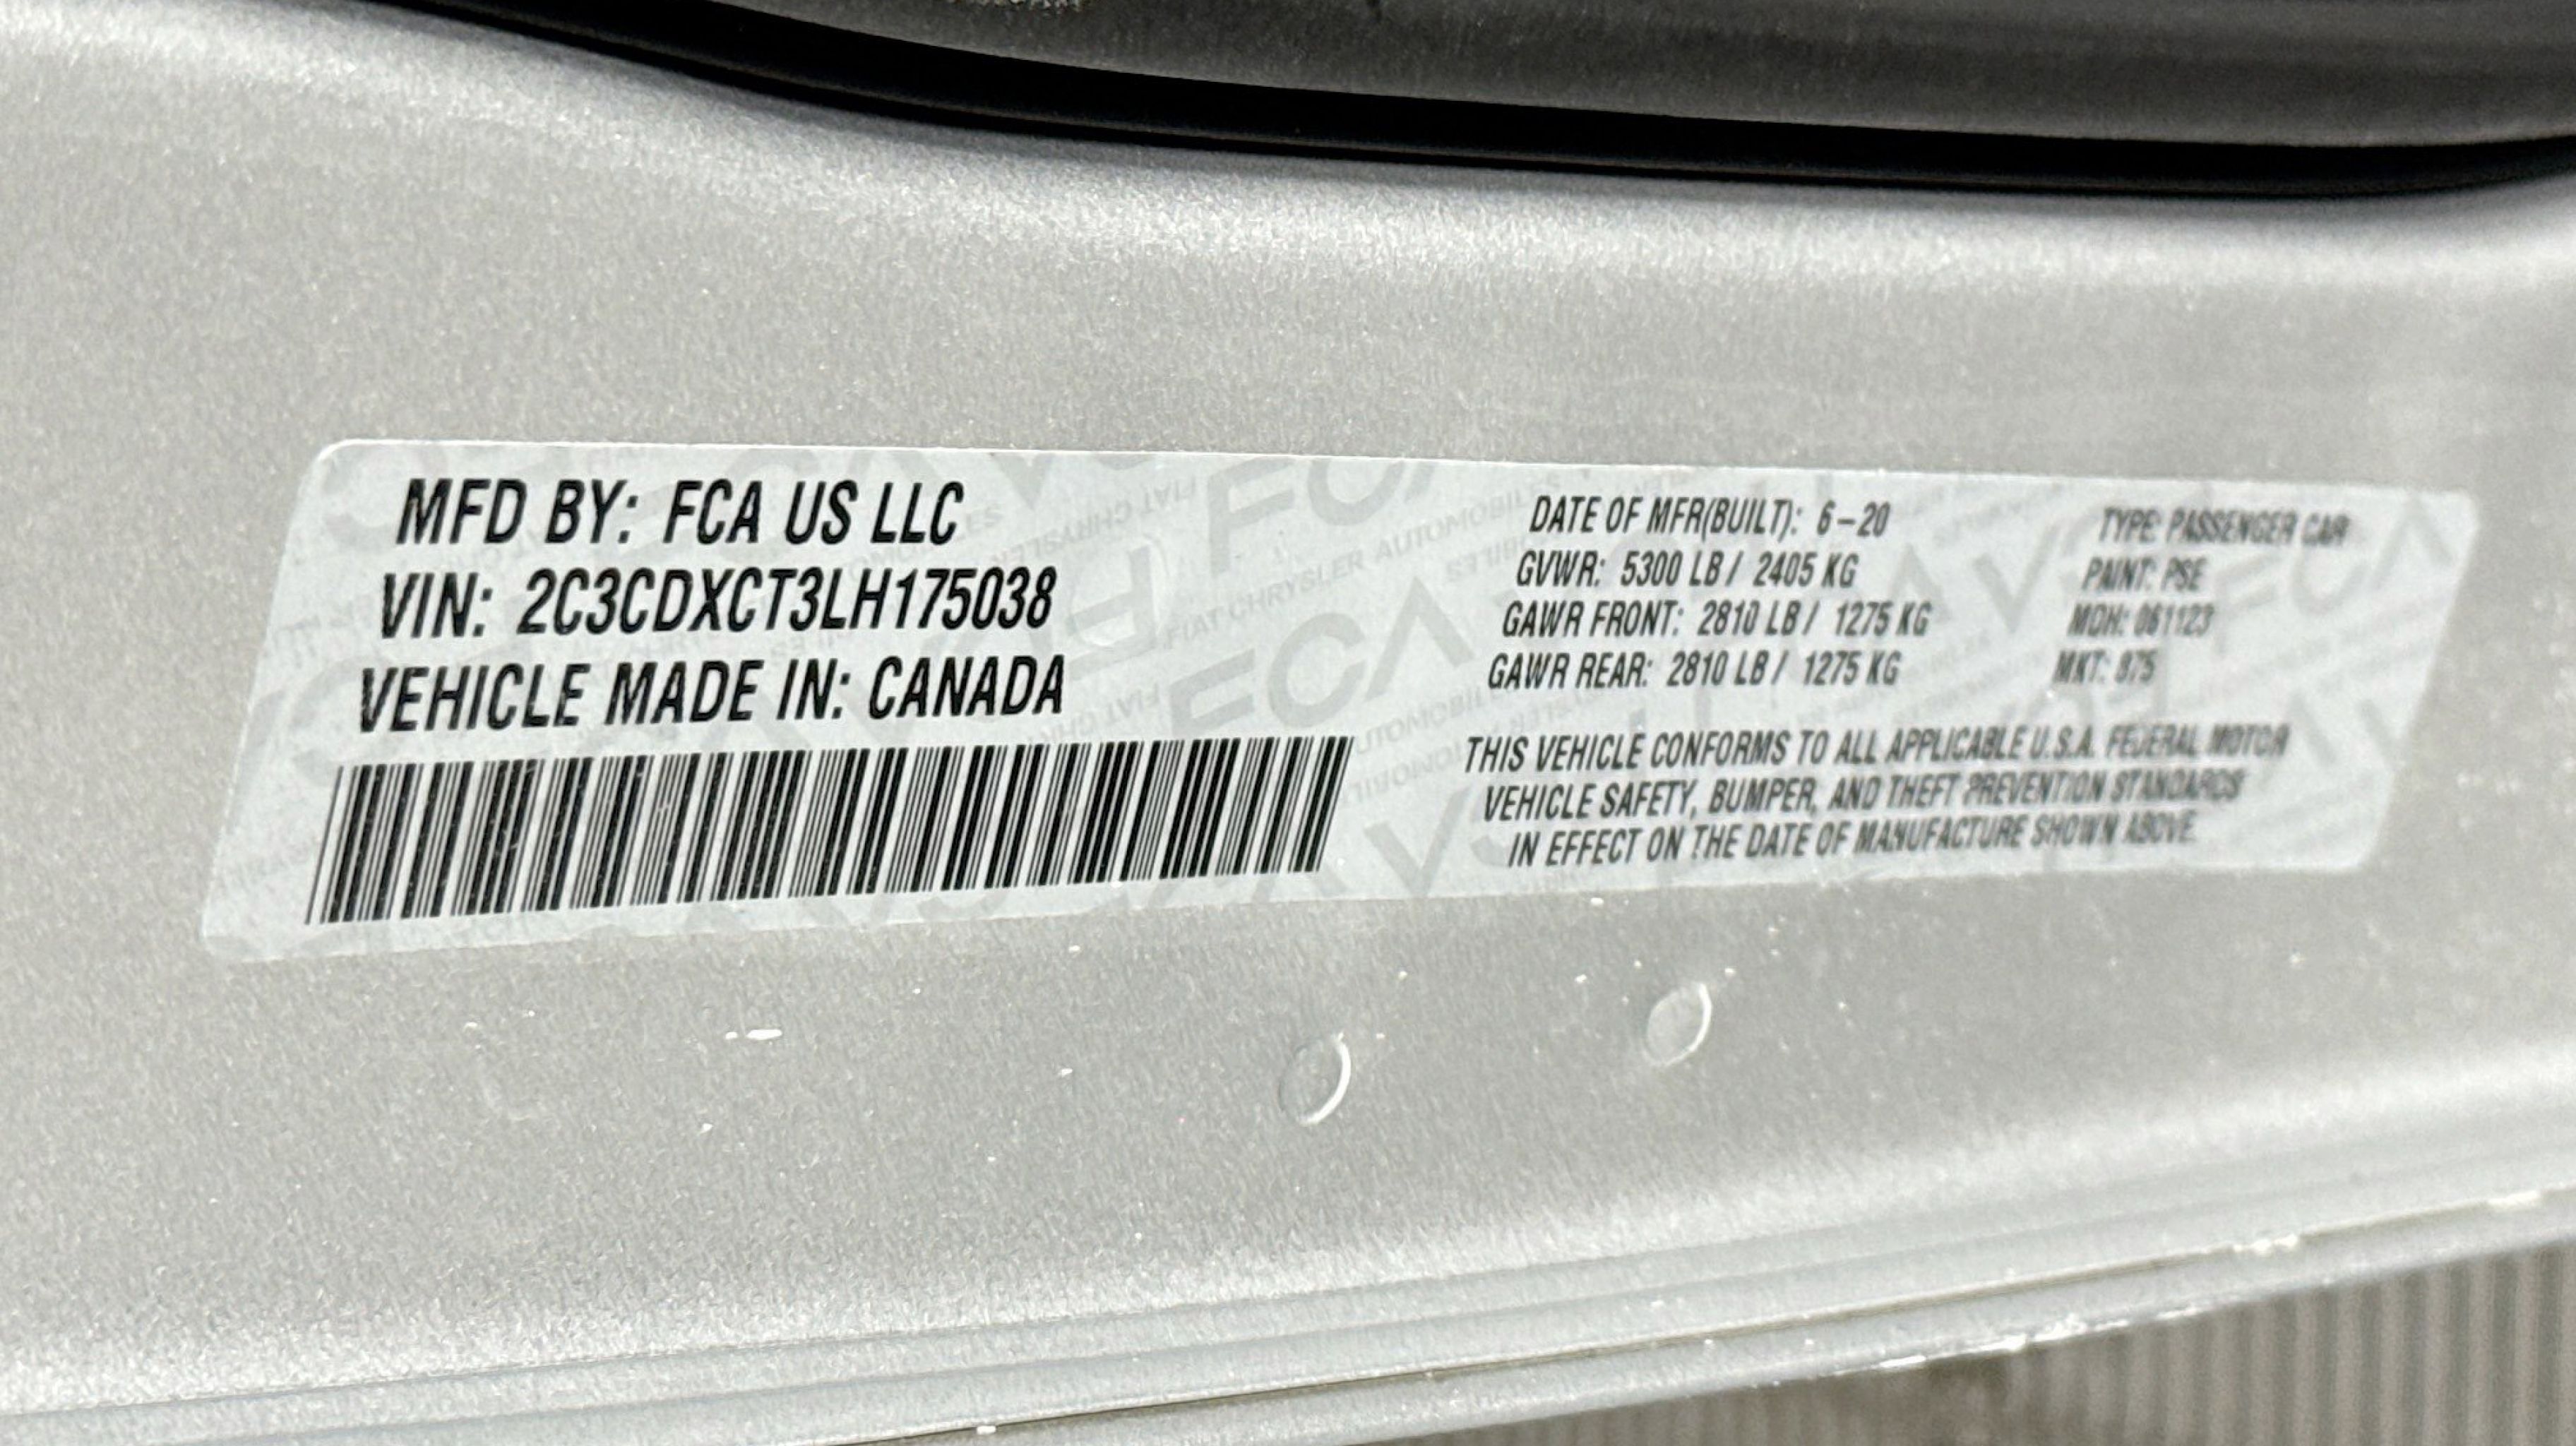 MFD BY: FCA US LLC
VIN: 2C3CDXCT3LH175038
VEHICLE MADE IN: CANADA
DATE OF MFR(BUILT): 6-20
GVWR: 5300 LB / 2405 KG
GAWR FRONT: 2810 LB / 1275 KG
GAWR REAR: 2810 LB / 1275 KG
TYPE: PASSENGER CAR
PAINT: PSE
MDH: 061123
MKT: 875
THIS VEHICLE CONFORMS TO ALL APPLICABLE U.S.A. FEDERAL MOTOR
VEHICLE SAFETY, BUMPER, AND THEFT PREVENTION STANDARDS
IN EFFECT ON THE DATE OF MANUFACTURE SHOWN ABOVE.